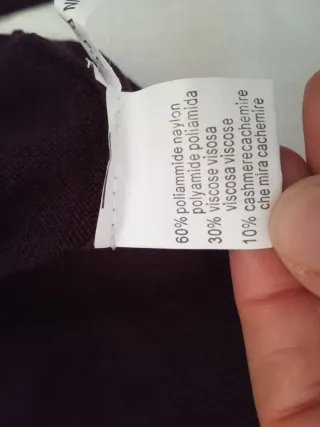 60% poliammide naylon
polyamide poliamida
30% viscose visosa
viscosa viscose
10% cashmerecachemire
che mira cachemire